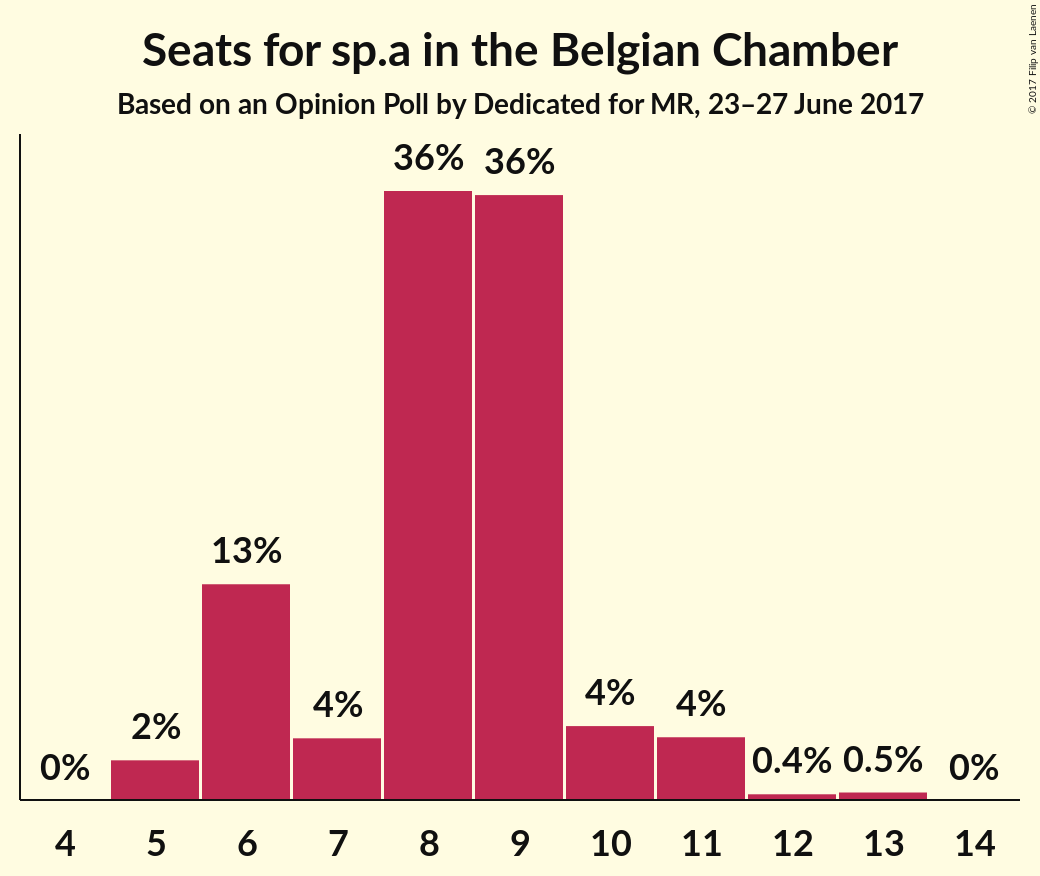 Seats for sp.a in the Belgian Chamber
Based on an Opinion Poll by Dedicated for MR, 23–27 June 2017
© 2017 Filip van Laenen
36% 36%
13%
4% 4% 4%
2%
0% 0.4% 0.5% 0%
4 5 6 7 8 9 10 11 12 13 14